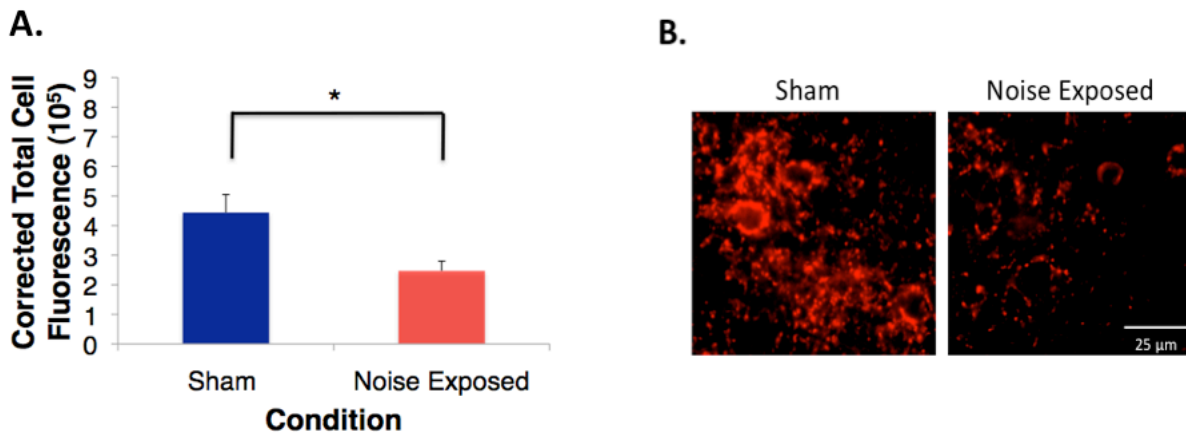 A.
Corrected Total Cell
Fluorescence (10⁵)
9
8
7
6
5
4
3
2
1
0
*
Sham
Noise Exposed
Condition
B.
Sham
Noise Exposed
25 µm